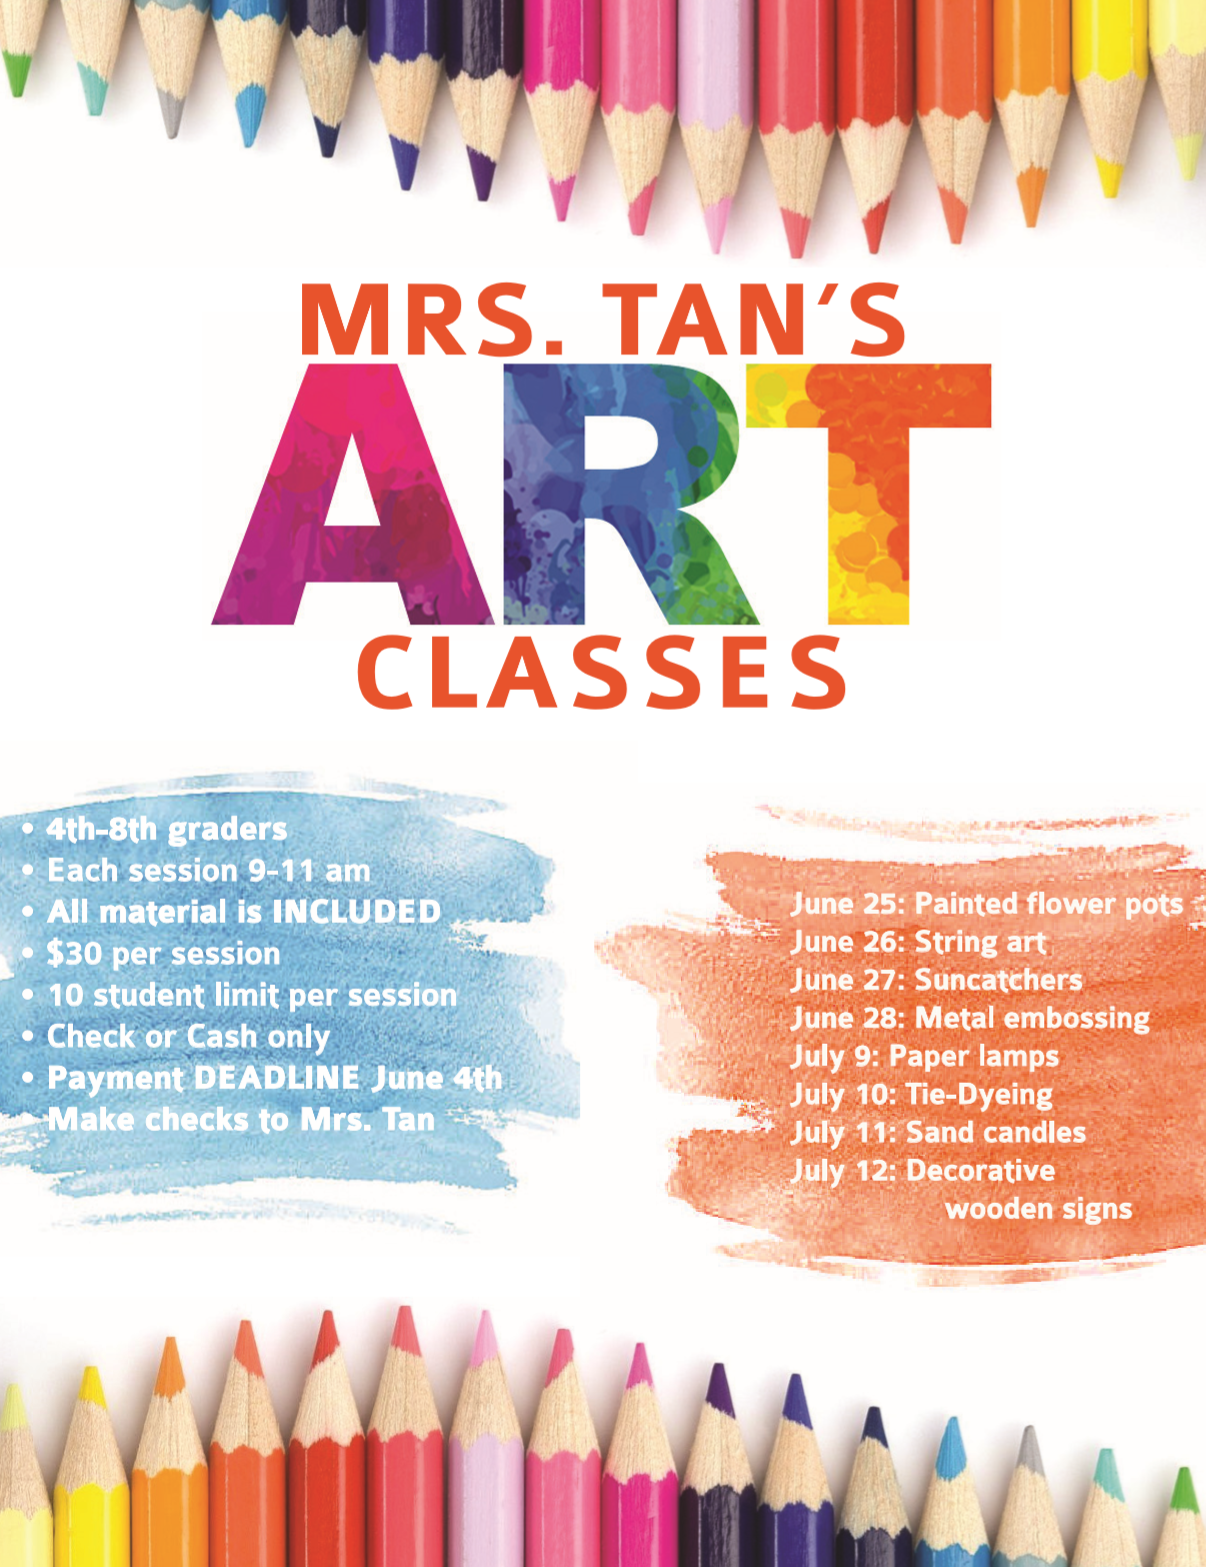 MRS. TAN'S
ART
CLASSES
• 4th-8th graders
• Each session 9-11 am
• All material is INCLUDED
• $30 per session
• 10 student limit per session
• Check or Cash only
• Payment DEADLINE June 4th
Make checks to Mrs. Tan
June 25: Painted flower pots
June 26: String art
June 27: Suncatchers
June 28: Metal embossing
July 9: Paper lamps
July 10: Tie-Dyeing
July 11: Sand candles
July 12: Decorative
wooden signs